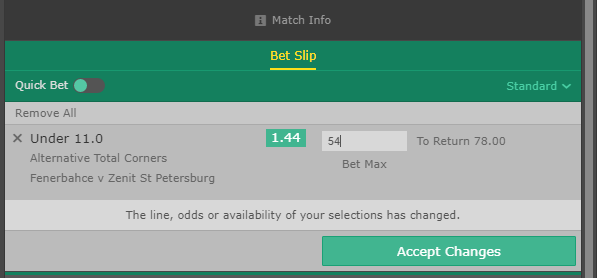 Match Info
Bet Slip
Quick Bet Standard
Remove All
Under 11.0 1.44 54 To Return 78.00
Alternative Total Corners Bet Max
Fenerbahce v Zenit St Petersburg
The line, odds or availability of your selections has changed.
Accept Changes